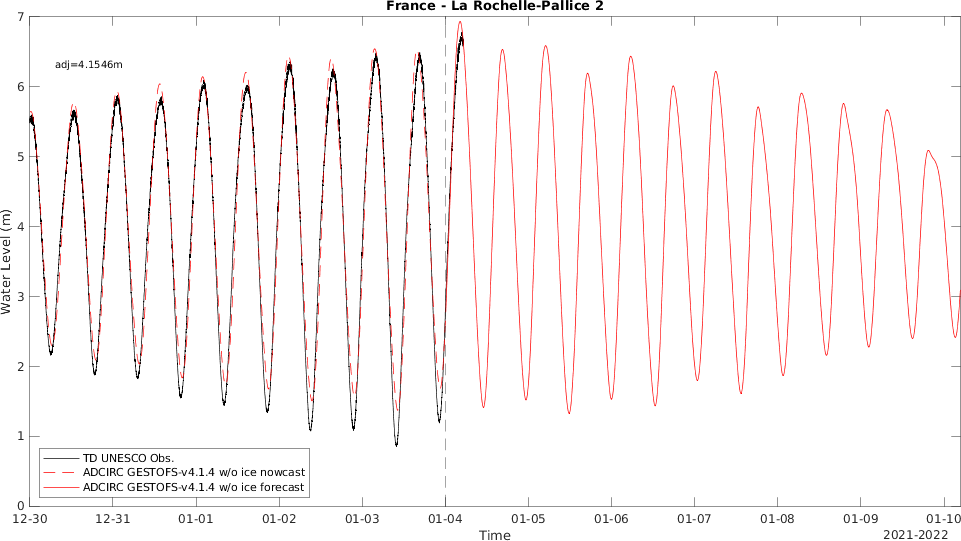 France - La Rochelle-Pallice 2
adj=4.1546m
Water Level (m)
7
6
5
4
3
2
1
0
TD UNESCO Obs.
ADCIRC GESTOFS-v4.1.4 w/o ice nowcast
ADCIRC GESTOFS-v4.1.4 w/o ice forecast
12-30 12-31 01-01 01-02 01-03 01-04 01-05 01-06 01-07 01-08 01-09 01-10
Time
2021-2022